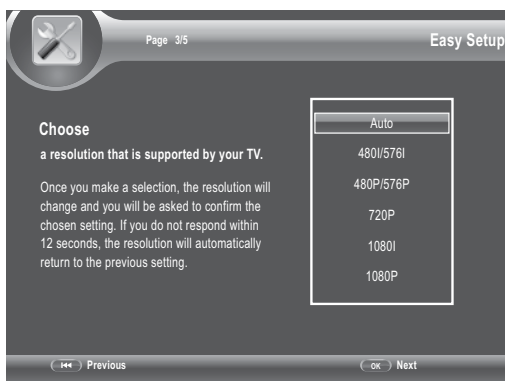 Page 3/5
Easy Setup
Choose
a resolution that is supported by your TV.
Once you make a selection, the resolution will
change and you will be asked to confirm the
chosen setting. If you do not respond within
12 seconds, the resolution will automatically
return to the previous setting.
Auto
480I/576I
480P/576P
720P
1080I
1080P
Previous
OK Next